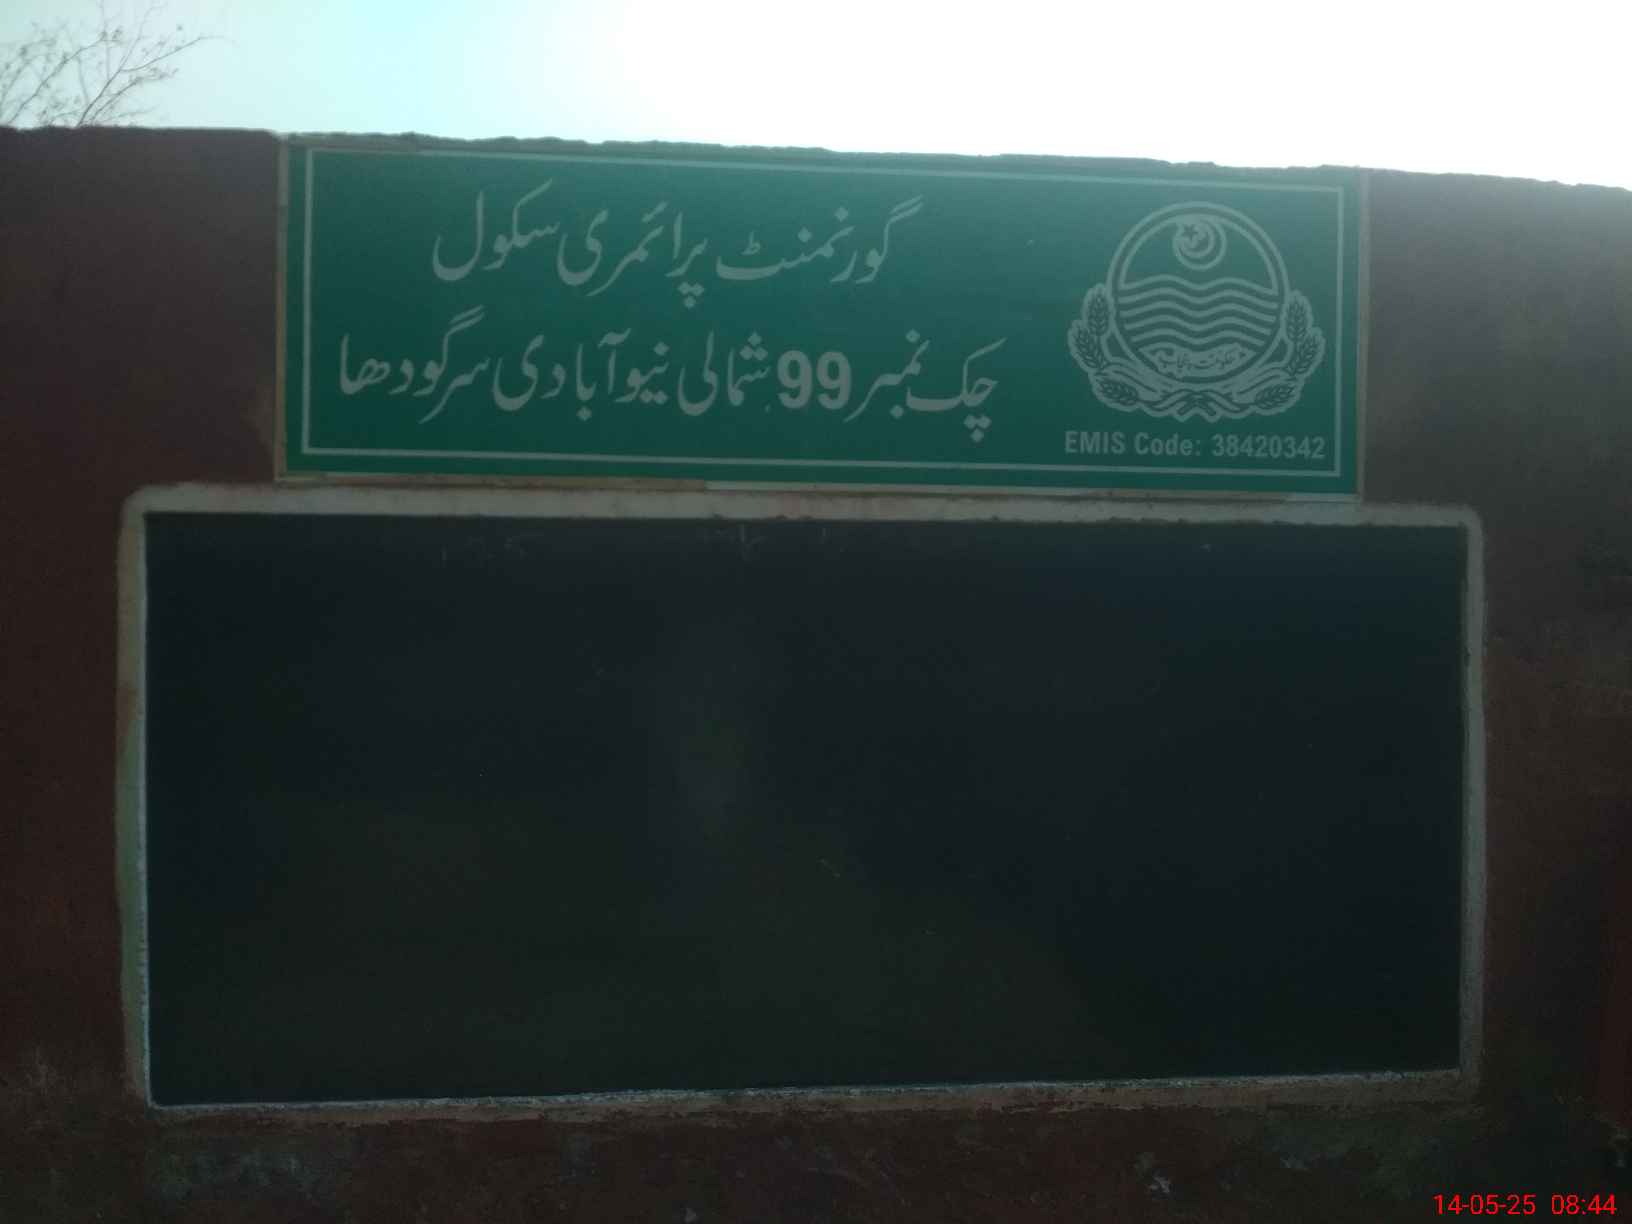 گورنمنٹ پرائمری سکول
چک نمبر 99 شمالی نیو آبادی سرگودھا
EMIS Code: 38420342
14-05-25 08:44